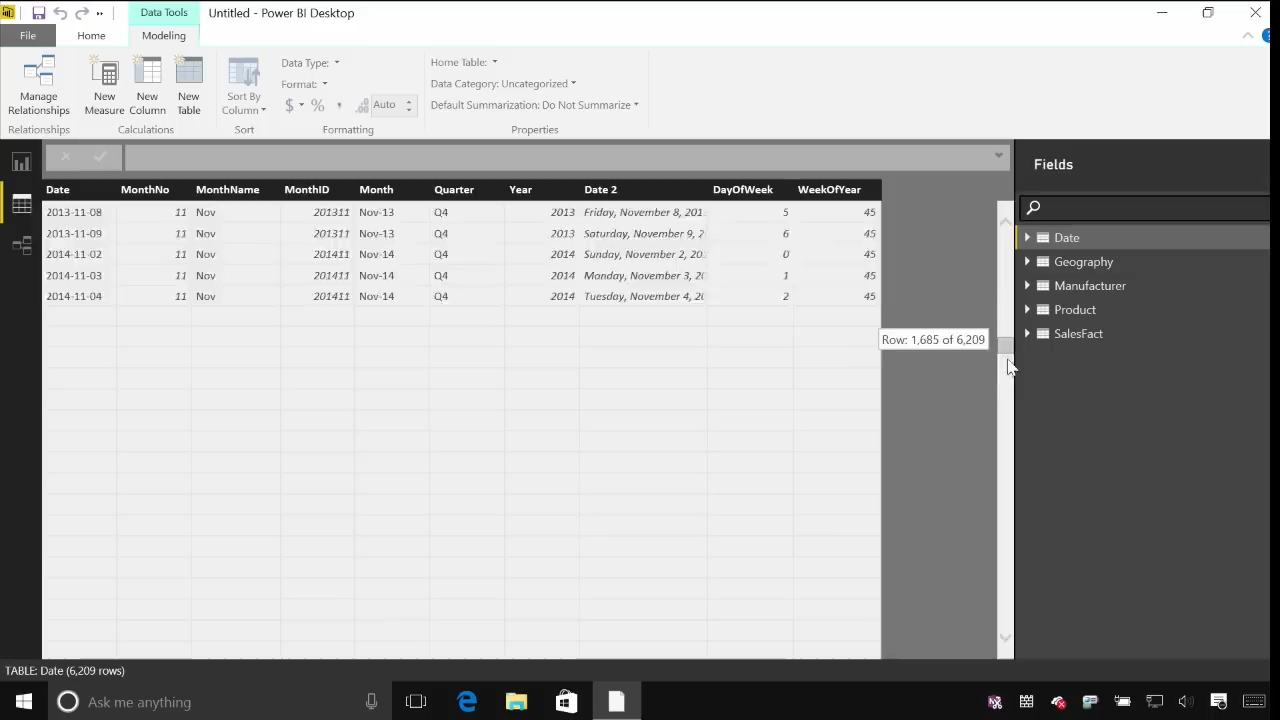 Data Tools
Untitled - Power BI Desktop
File
Home
Modeling
Manage
Relationships
New
Measure
New
Column
New
Table
Sort By
Column
Data Type:
Format:
$ % , Auto
Home Table:
Data Category: Uncategorized
Default Summarization: Do Not Summarize
Relationships
Calculations
Sort
Formatting
Properties
Date MonthNo MonthName MonthID Month Quarter Year Date 2 DayOfWeek WeekOfYear
2013-11-08 11 Nov 201311 Nov-13 Q4 2013 Friday, November 8, 201 5 45
2013-11-09 11 Nov 201311 Nov-13 Q4 2013 Saturday, November 9, 2 6 45
2014-11-02 11 Nov 201411 Nov-14 Q4 2014 Sunday, November 2, 20 0 45
2014-11-03 11 Nov 201411 Nov-14 Q4 2014 Monday, November 3, 20 1 45
2014-11-04 11 Nov 201411 Nov-14 Q4 2014 Tuesday, November 4, 20 2 45
Row: 1,685 of 6,209
Fields
Date
Geography
Manufacturer
Product
SalesFact
TABLE: Date (6,209 rows)
Ask me anything